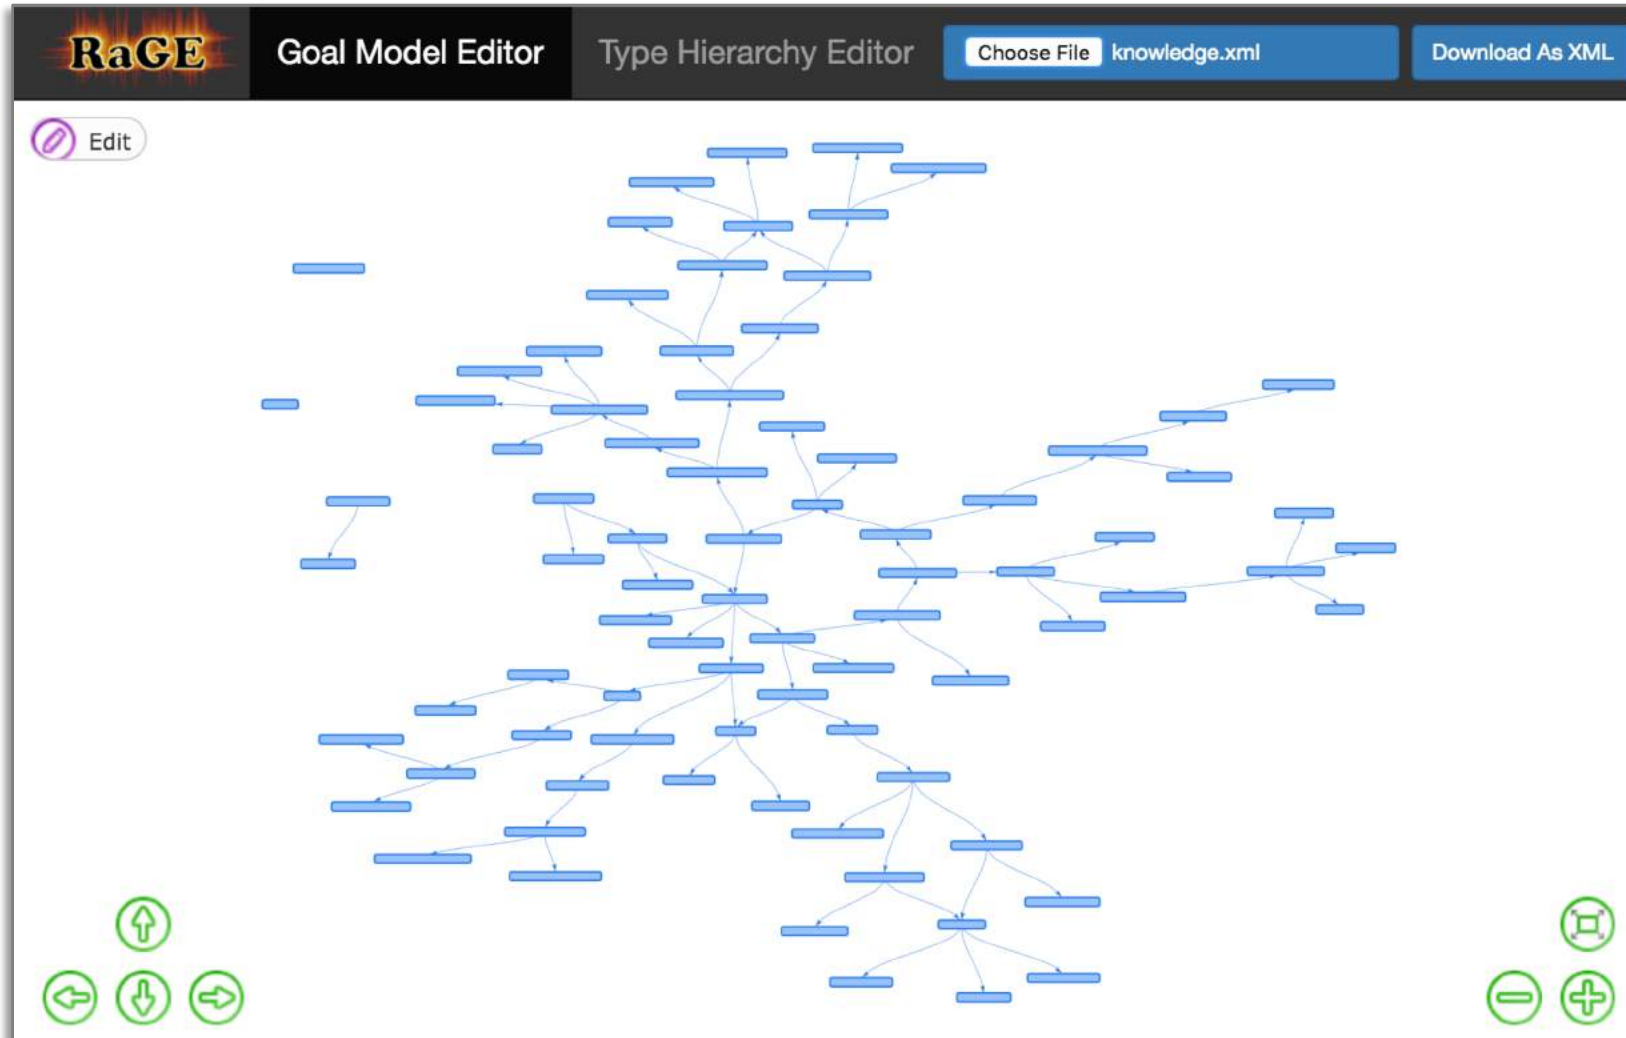 RaGE
Goal Model Editor
Type Hierarchy Editor
Choose File knowledge.xml
Download As XML
Edit